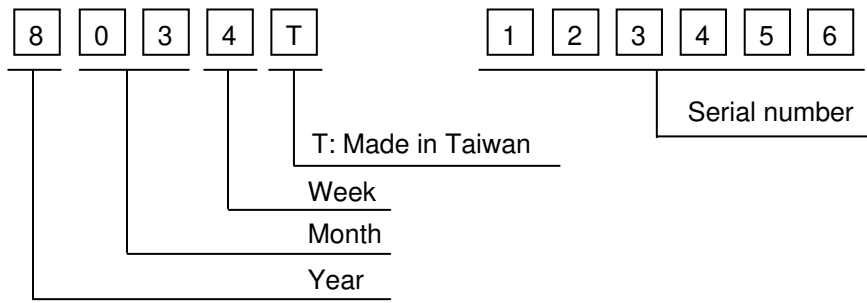 8 0 3 4 T 1 2 3 4 5 6
Serial number
T: Made in Taiwan
Week
Month
Year